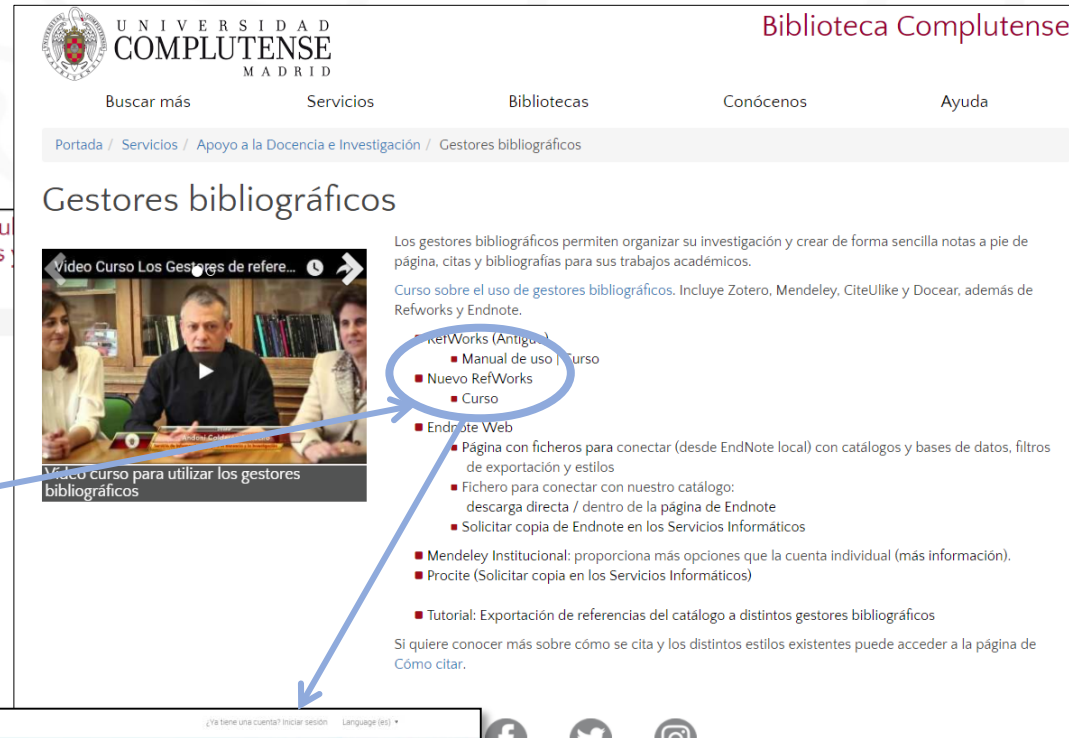 UNIVERSIDAD
COMPLUTENSE
MADRID
Biblioteca Complutense
Buscar más Servicios Bibliotecas Conócenos Ayuda
Portada / Servicios / Apoyo a la Docencia e Investigación / Gestores bibliográficos
Gestores bibliográficos
Video Curso Los Gestores de refere...
Vídeo curso para utilizar los gestores
bibliográficos
Los gestores bibliográficos permiten organizar su investigación y crear de forma sencilla notas a pie de
página, citas y bibliografías para sus trabajos académicos.
Curso sobre el uso de gestores bibliográficos. Incluye Zotero, Mendeley, CiteUlike y Docear, además de
Refworks y Endnote.
RefWorks (Antiguo)
Manual de uso | Curso
Nuevo RefWorks
Curso
Endnote Web
Página con ficheros para conectar (desde EndNote local) con catálogos y bases de datos, filtros
de exportación y estilos
Fichero para conectar con nuestro catálogo:
descarga directa / dentro de la página de Endnote
Solicitar copia de Endnote en los Servicios Informáticos
Mendeley Institucional: proporciona más opciones que la cuenta individual (más información).
Procite (Solicitar copia en los Servicios Informáticos)
Tutorial: Exportación de referencias del catálogo a distintos gestores bibliográficos
Si quiere conocer más sobre cómo se cita y los distintos estilos existentes puede acceder a la página de
Cómo citar.
¿Ya tiene una cuenta? Iniciar sesión Language (es)